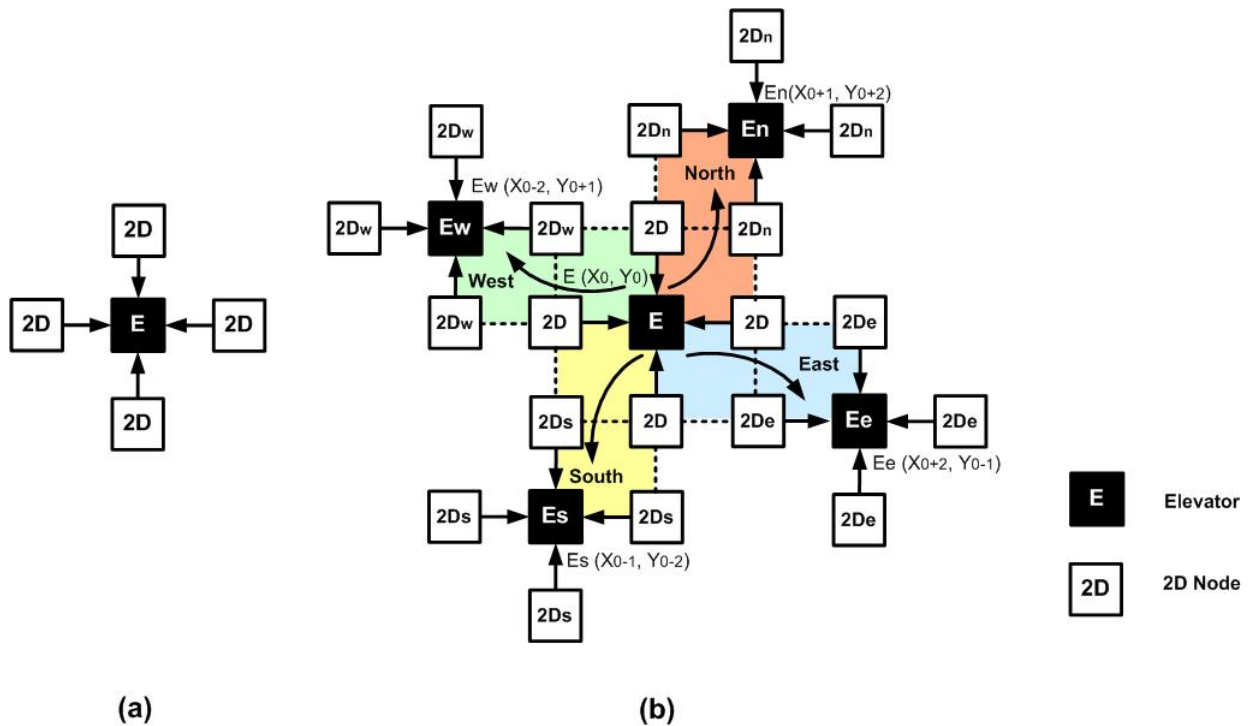 2Dn
En(X0+1, Y0+2)
2Dw
2Dn
En
2Dn
North
Ew (X0-2, Y0+1)
2D
2Dw
Ew
2Dw
2D
2Dn
West
E (X0, Y0)
2D
E
2D
2Dw
2D
E
2D
2De
East
2D
2Ds
2D
2De
Ee
2De
South
Ee (X0+2, Y0-1)
E
Elevator
2Ds
Es
2Ds
2De
Es (X0-1, Y0-2)
2D
2D Node
2Ds
(a)
(b)